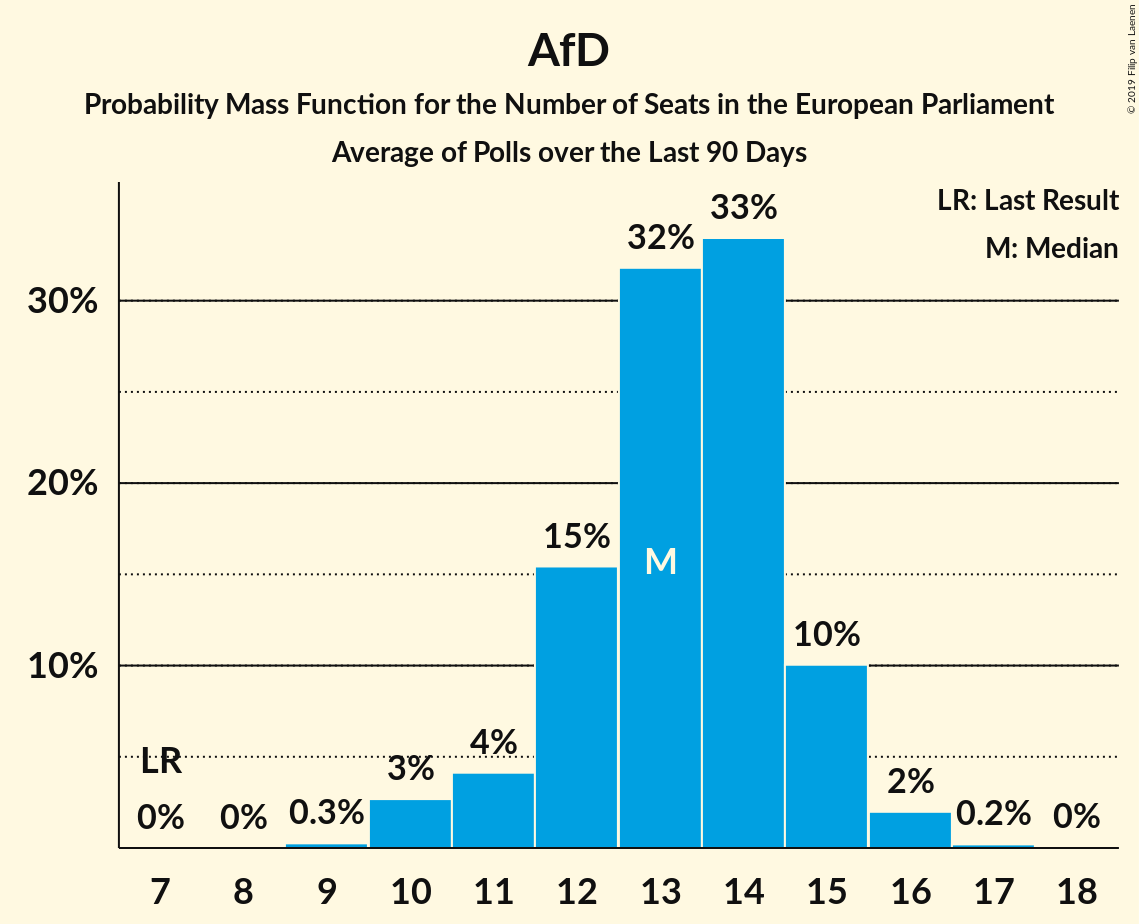 AfD
Probability Mass Function for the Number of Seats in the European Parliament
Average of Polls over the Last 90 Days
© 2019 Filip van Laenen
LR: Last Result
M: Median
33%
32%
30%
20%
15%
M
10%
10%
4%
LR
3%
2%
0%
0%
0.3%
0.2%
0%
7 8 9 10 11 12 13 14 15 16 17 18